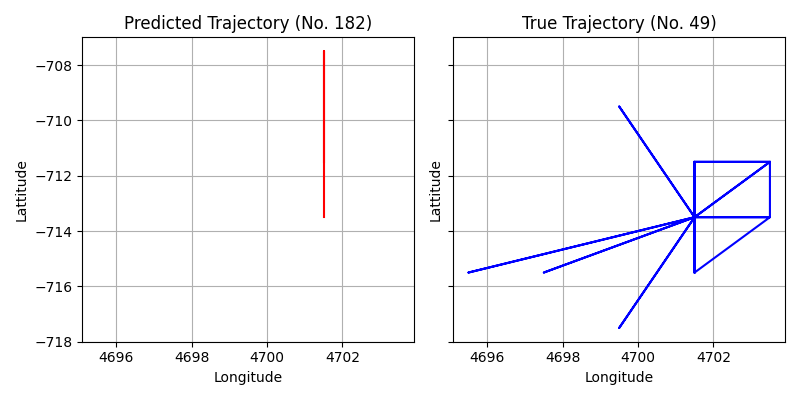 Predicted Trajectory (No. 182)
True Trajectory (No. 49)
−708
−710
−712
−714
−716
−718
Lattitude
Lattitude
4696
4698
4700
4702
4696
4698
4700
4702
Longitude
Longitude